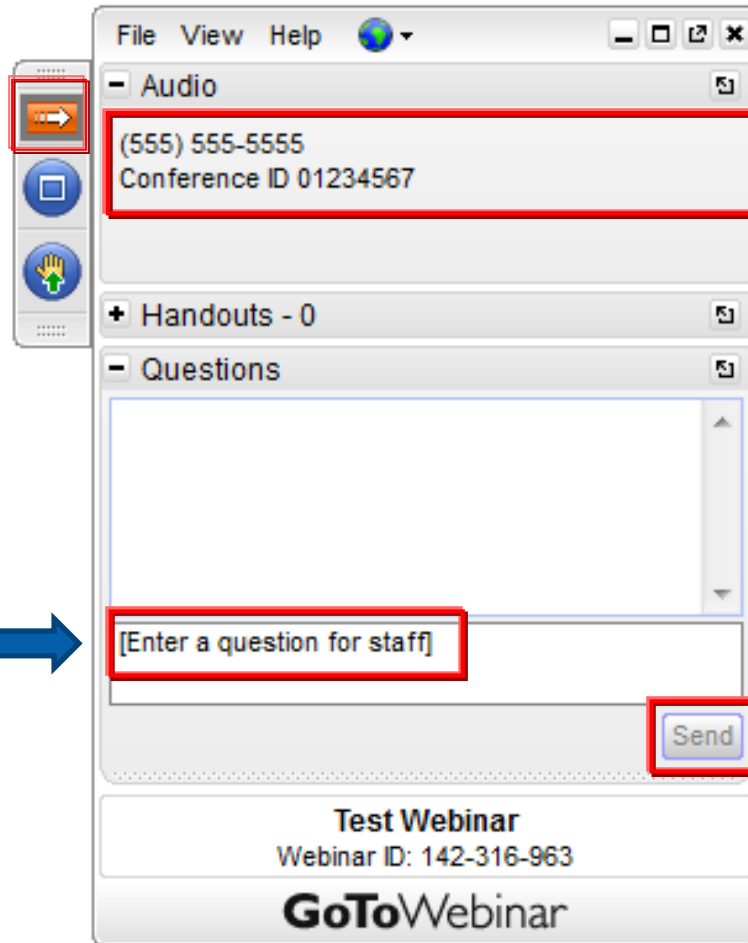 File View Help
Audio
(555) 555-5555
Conference ID 01234567
Handouts - 0
Questions
[Enter a question for staff]
Send
Test Webinar
Webinar ID: 142-316-963
GoToWebinar